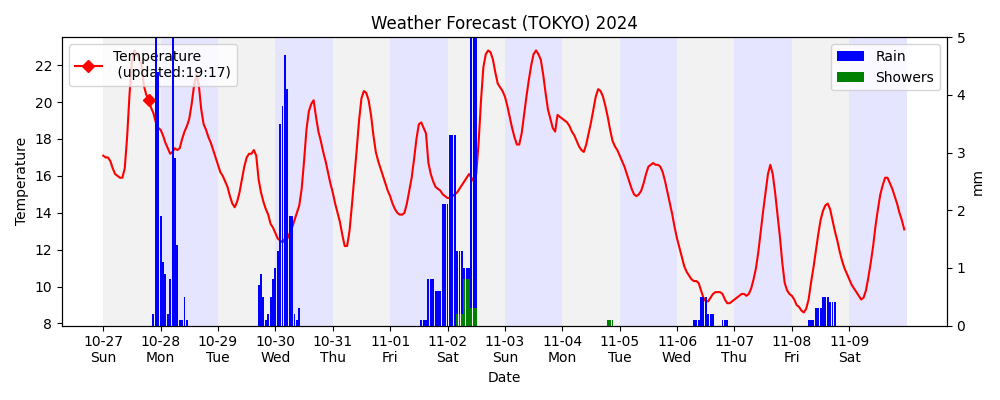 Weather Forecast (TOKYO) 2024
Temperature
(updated:19:17)
Rain
Showers
Temperature
22
20
18
16
14
12
10
8
5
4
3
2
1
0
mm
10-27 10-28 10-29 10-30 10-31 11-01 11-02 11-03 11-04 11-05 11-06 11-07 11-08 11-09
Sun Mon Tue Wed Thu Fri Sat Sun Mon Tue Wed Thu Fri Sat
Date